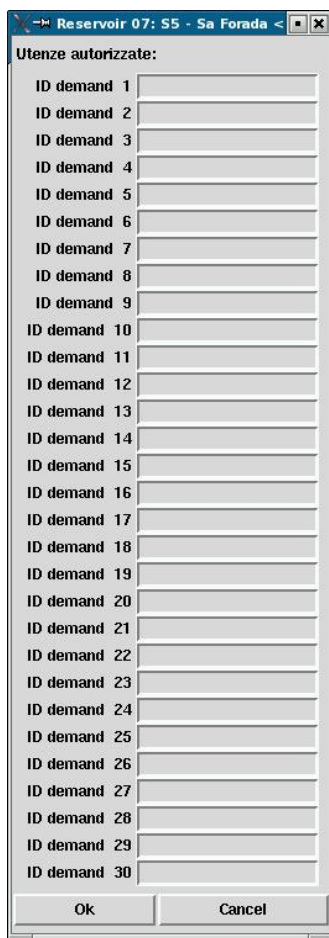 Reservoir 07: S5 - Sa Forada <
Utenze autorizzate:
ID demand 1
ID demand 2
ID demand 3
ID demand 4
ID demand 5
ID demand 6
ID demand 7
ID demand 8
ID demand 9
ID demand 10
ID demand 11
ID demand 12
ID demand 13
ID demand 14
ID demand 15
ID demand 16
ID demand 17
ID demand 18
ID demand 19
ID demand 20
ID demand 21
ID demand 22
ID demand 23
ID demand 24
ID demand 25
ID demand 26
ID demand 27
ID demand 28
ID demand 29
ID demand 30
Ok Cancel